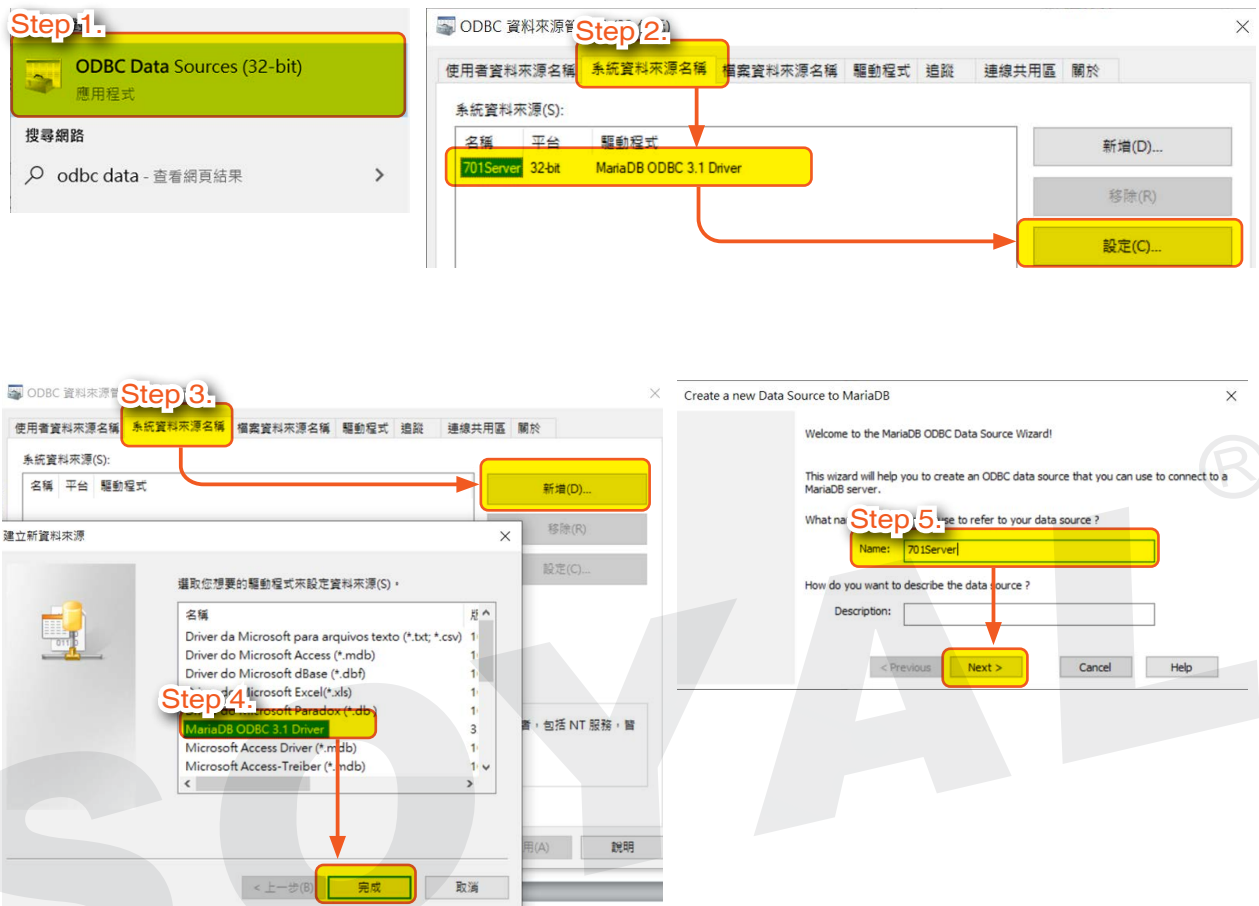 Step 1.
ODBC Data Sources (32-bit)
應用程式
搜尋網路
odbc data - 查看網頁結果
ODBC 資料來源管
Step 2.
使用者資料來源名稱 系統資料來源名稱 檔案資料來源名稱 驅動程式 追蹤 連線共用區 關於
系統資料來源(S):
名稱 平台 驅動程式
701Server 32-bit MariaDB ODBC 3.1 Driver
新增(D)...
移除(R)
設定(C)...
ODBC 資料來源管
Step 3.
使用者資料來源名稱 系統資料來源名稱 檔案資料來源名稱 驅動程式 追蹤 連線共用區 關於
系統資料來源(S):
名稱 平台 驅動程式
新增(D)...
移除(R)
設定(C)...
建立新資料來源
選取您想要的驅動程式來設定資料來源(S)。
名稱
Driver da Microsoft para arquivos texto (*.txt; *.csv) 1
Driver do Microsoft Access (*.mdb) 1
Driver do Microsoft dBase (*.dbf) 1
do Microsoft Excel(*.xls) 1
Step 4.
do Microsoft Paradox (*.db ) 1
MariaDB ODBC 3.1 Driver 3
Microsoft Access Driver (*.mdb) 1
Microsoft Access-Treiber (*.mdb) 1
者，包括 NT 服務，皆
用(A) 說明
< 上一步(B) 完成 取消
Create a new Data Source to MariaDB
Welcome to the MariaDB ODBC Data Source Wizard!
This wizard will help you to create an ODBC data source that you can use to connect to a
MariaDB server.
What na use to refer to your data source ?
Step 5.
Name: 701Server
How do you want to describe the data source ?
Description:
< Previous Next > Cancel Help
SOYAL®